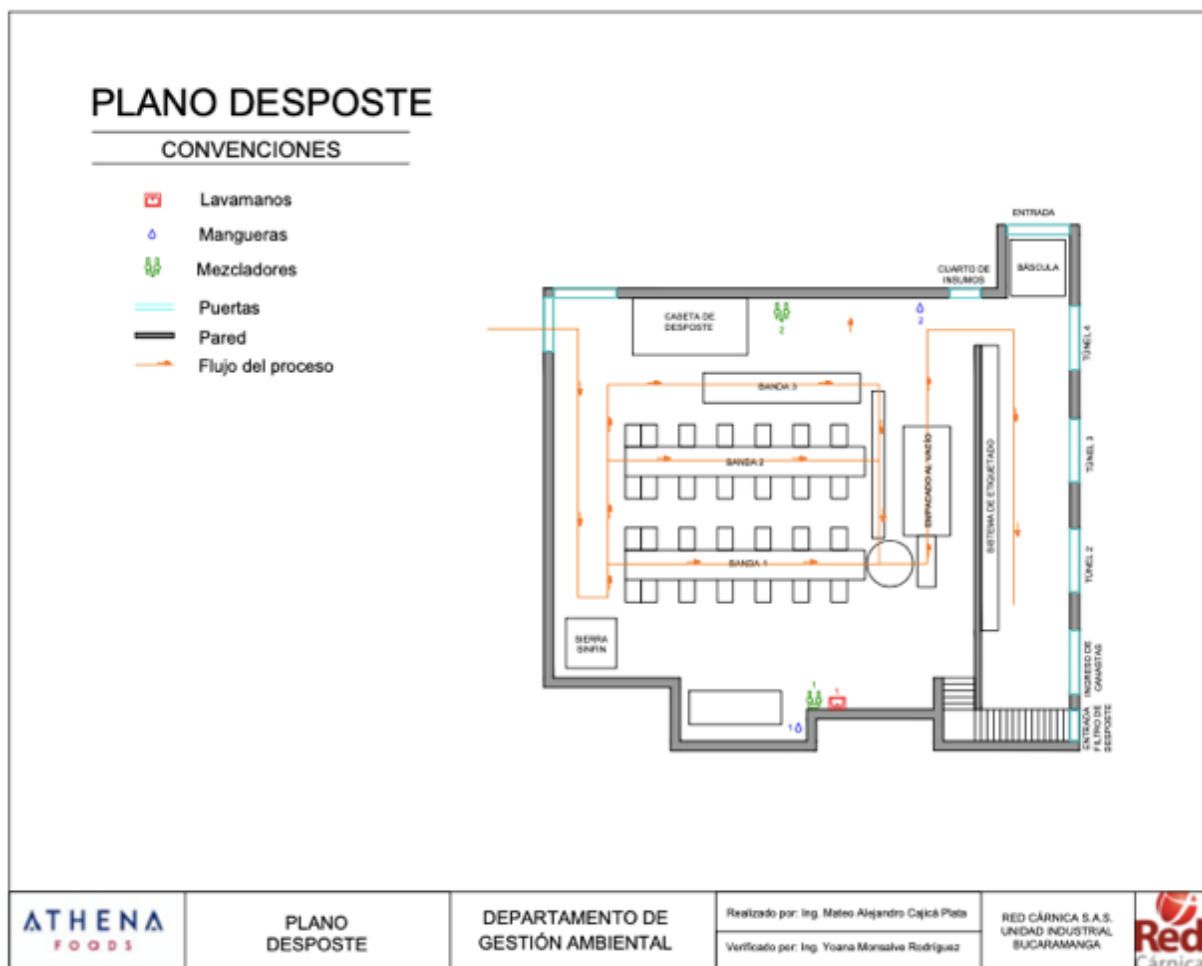 PLANO DESPOSTE
CONVENCIONES
Lavamanos
Mangueras
Mezcladores
Puertas
Pared
Flujo del proceso
ENTRADA
BÁSCULA
CUARTO DE
INSUMOS
CASETA DE
DESPOSTE
2
2
TÚNEL 4
BANDA 3
TÚNEL 3
BANDA 2
EMPACADO AL VACÍO
SISTEMA DE ETIQUETADO
TÚNEL 2
BANDA 1
SIERRA
SINFIN
INGRESO DE
CANASTAS
1
1
1
ENTRADA
FILTRO DE
DESPOSTE
ATHENA
FOODS
PLANO
DESPOSTE
DEPARTAMENTO DE
GESTIÓN AMBIENTAL
Realizado por: Ing. Mateo Alejandro Cajicá Plata
Verificado por: Ing. Yoana Monsalve Rodríguez
RED CÁRNICA S.A.S.
UNIDAD INDUSTRIAL
BUCARAMANGA
Red
Cárnica